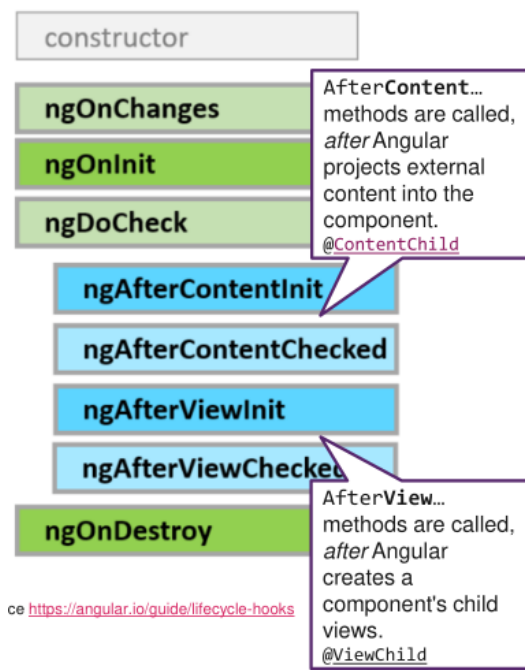 constructor
ngOnChanges
ngOnInit
ngDoCheck
ngAfterContentInit
ngAfterContentChecked
ngAfterViewInit
ngAfterViewChecked
ngOnDestroy
AfterContent…
methods are called,
after Angular
projects external
content into the
component.
@ContentChild
AfterView…
methods are called,
after Angular
creates a
component's child
views.
@ViewChild
ce https://angular.io/guide/lifecycle-hooks